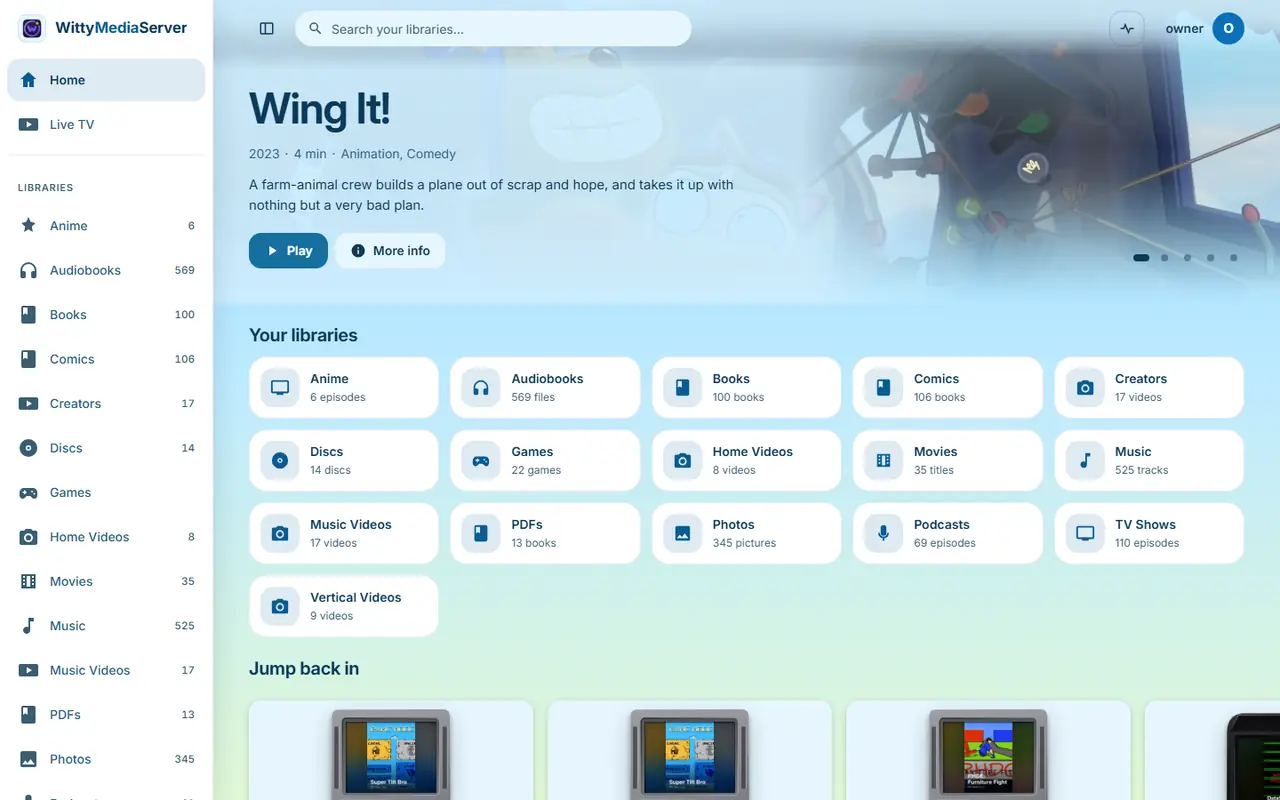 WittyMediaServer
Search your libraries...
owner
O
Home
Live TV
LIBRARIES
Anime 6
Audiobooks 569
Books 100
Comics 106
Creators 17
Discs 14
Games
Home Videos 8
Movies 35
Music 525
Music Videos 17
PDFs 13
Photos 345
Wing It!
2023 · 4 min · Animation, Comedy
A farm-animal crew builds a plane out of scrap and hope, and takes it up with
nothing but a very bad plan.
Play
More info
Your libraries
Anime
6 episodes
Audiobooks
569 files
Books
100 books
Comics
106 books
Creators
17 videos
Discs
14 discs
Games
22 games
Home Videos
8 videos
Movies
35 titles
Music
525 tracks
Music Videos
17 videos
PDFs
13 books
Photos
345 pictures
Podcasts
69 episodes
TV Shows
110 episodes
Vertical Videos
9 videos
Jump back in
Super Tilt Bro
Super Tilt Bro
Furniture Fight